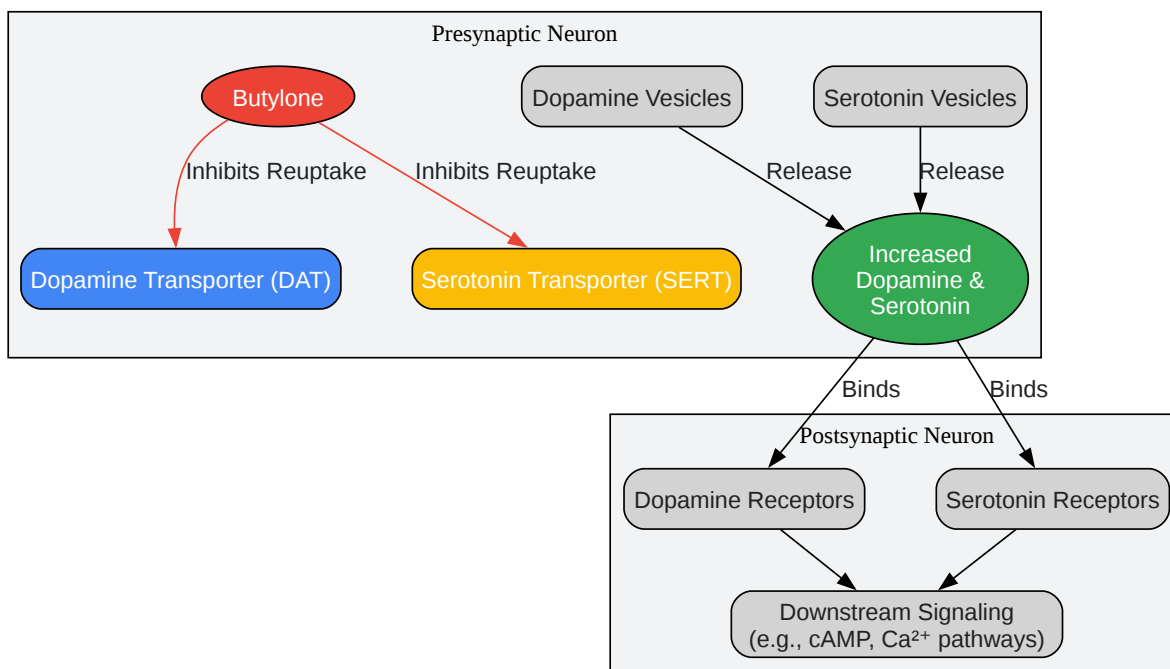 Presynaptic Neuron
Butylone
Dopamine Vesicles
Serotonin Vesicles
Inhibits Reuptake
Inhibits Reuptake
Release
Release
Dopamine Transporter (DAT)
Serotonin Transporter (SERT)
Increased
Dopamine &
Serotonin
Binds
Binds
Postsynaptic Neuron
Dopamine Receptors
Serotonin Receptors
Downstream Signaling
(e.g., cAMP, Ca²⁺ pathways)